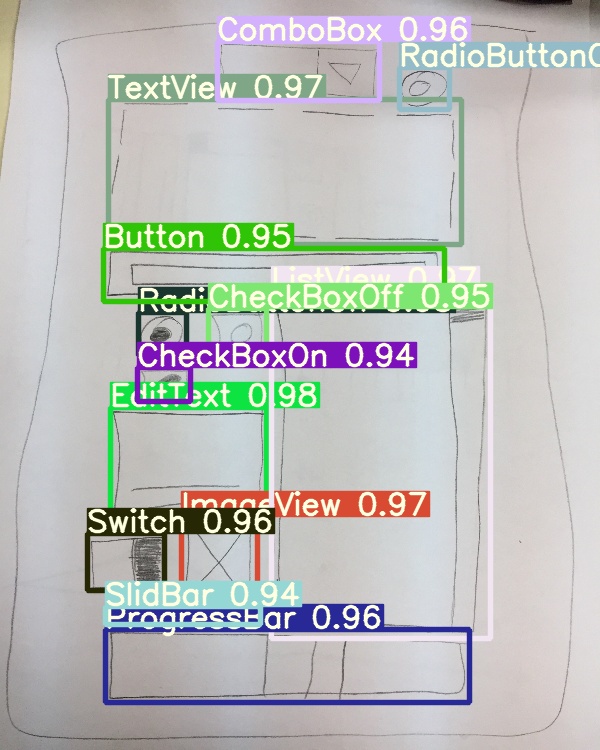 ComboBox 0.96
RadioButtonO
TextView 0.97
Button 0.95
ListView 0.97
Radi
CheckBoxOff 0.95
CheckBoxOn 0.94
EditText 0.98
ImageView 0.97
Switch 0.96
SlidBar 0.94
ProgressBar 0.96